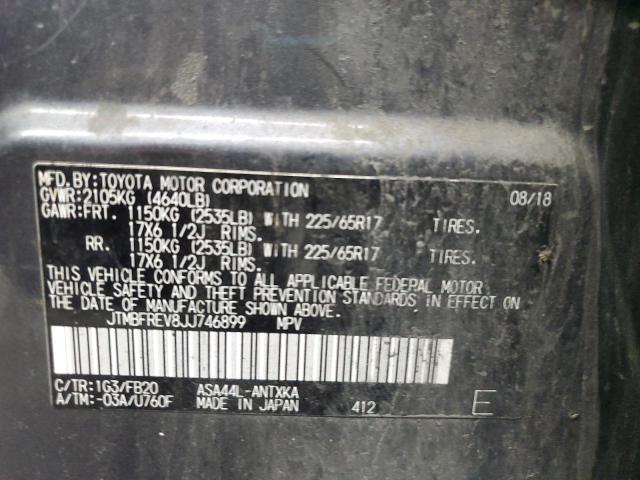 MFD.BY:TOYOTA MOTOR CORPORATION 08/18
GVWR:2105KG (4640LB)
GAWR:FRT. 1150KG (2535LB) WITH 225/65R17 TIRES.
17X6 1/2J RIMS.
RR. 1150KG (2535LB) WITH 225/65R17 TIRES.
17X6 1/2J RIMS.
THIS VEHICLE CONFORMS TO ALL APPLICABLE FEDERAL MOTOR
VEHICLE SAFETY AND THEFT PREVENTION STANDARDS IN EFFECT ON
THE DATE OF MANUFACTURE SHOWN ABOVE.
JTMBFREV8JJ746899 MPV
C/TR:1G3/FB20 ASA44L-ANTXKA
A/TM:-03A/U760F MADE IN JAPAN 412 E